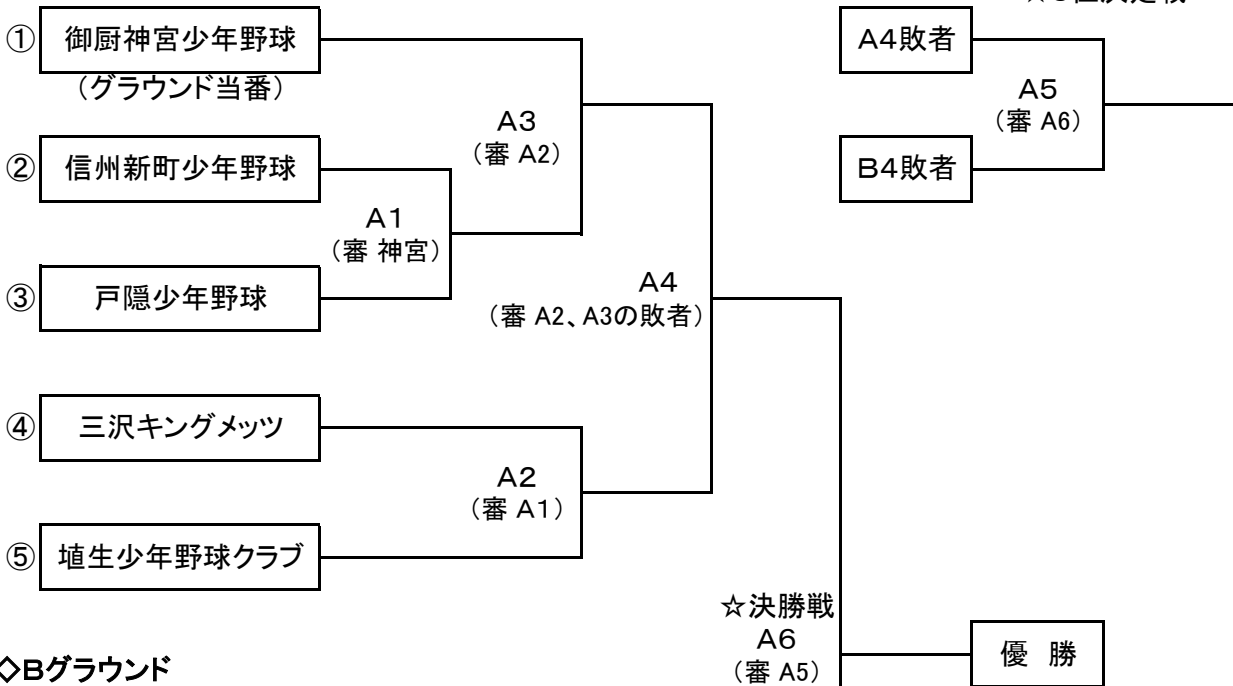 ① 御厨神宮少年野球
（グラウンド当番）
② 信州新町少年野球
③ 戸隠少年野球
④ 三沢キングメッツ
⑤ 埴生少年野球クラブ
A1
（審 神宮）
A3
（審 A2）
A2
（審 A1）
A4
（審 A2、A3の敗者）
A4敗者
B4敗者
A5
（審 A6）
☆決勝戦
A6
（審 A5）
優 勝
◇Bグラウンド